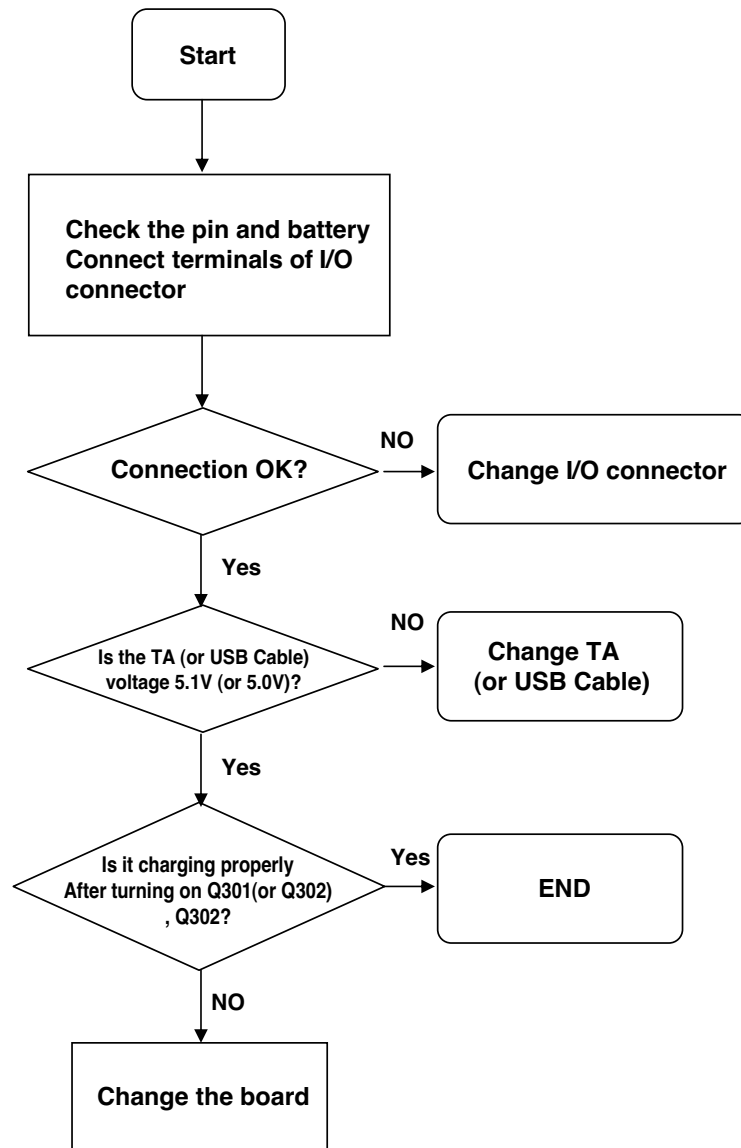 Start
Check the pin and battery
Connect terminals of I/O
connector
Connection OK?
NO
Change I/O connector
Yes
Is the TA (or USB Cable)
voltage 5.1V (or 5.0V)?
NO
Change TA
(or USB Cable)
Yes
Is it charging properly
After turning on Q301(or Q302)
, Q302?
Yes
END
NO
Change the board